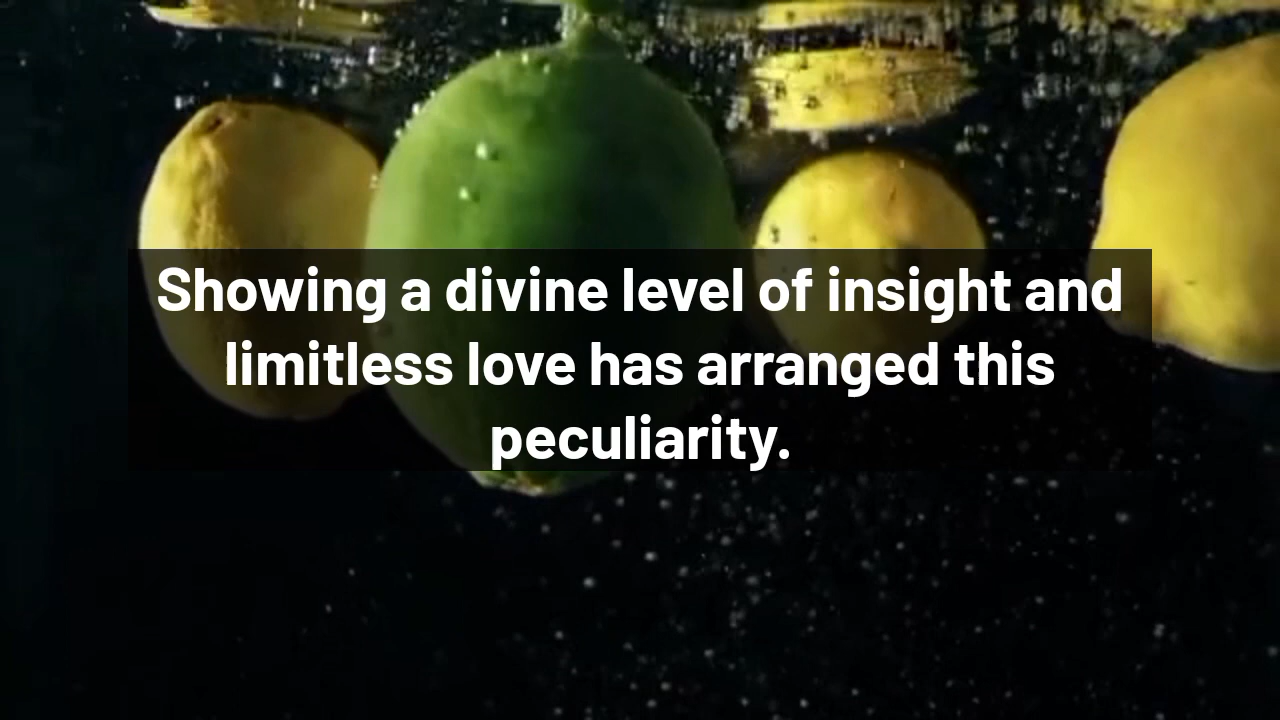 Showing a divine level of insight and
limitless love has arranged this
peculiarity.